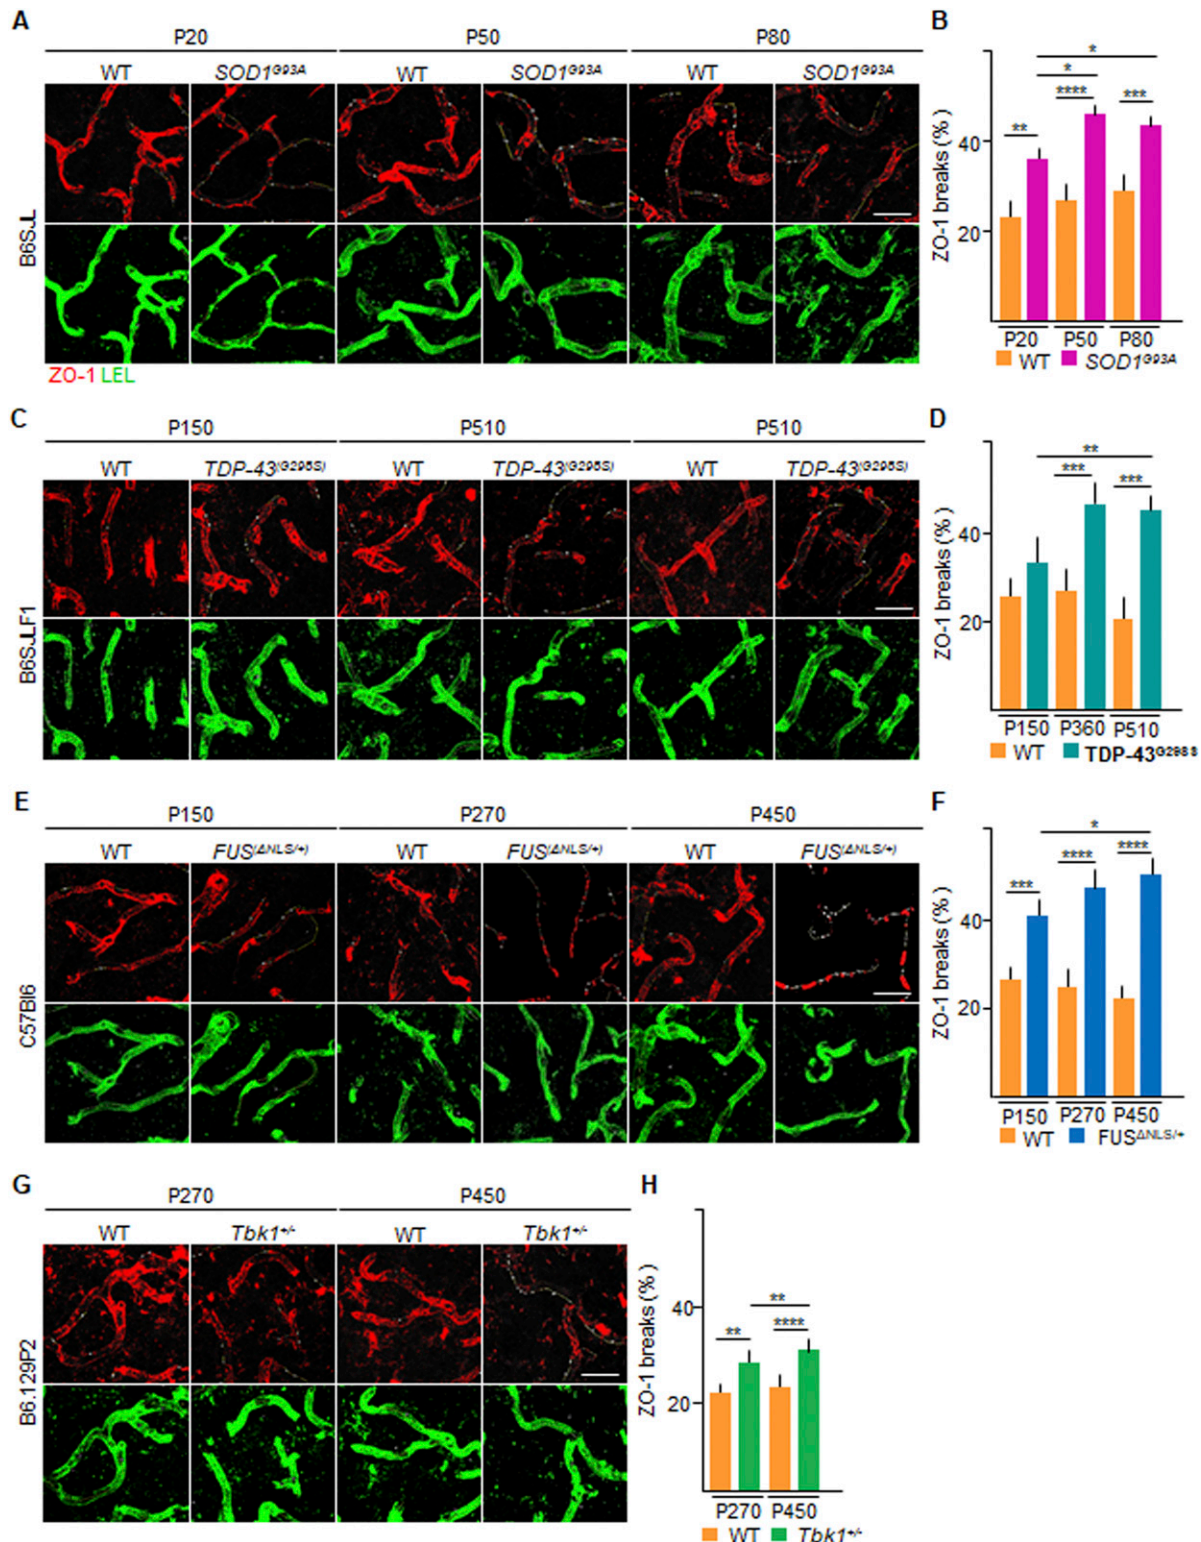 A
P20
P50
P80
WT
SOD1ᴳ⁹³ᴬ
WT
SOD1ᴳ⁹³ᴬ
WT
SOD1ᴳ⁹³ᴬ
B6SJL
ZO-1 LEL
B
ZO-1 breaks (%)
40
20
**
****
***
*
*
P20 P50 P80
WT SOD1ᴳ⁹³ᴬ
C
P150
P510
P510
WT
TDP-43⁽ᴳ²⁹⁸ˢ⁾
WT
TDP-43⁽ᴳ²⁹⁸ˢ⁾
WT
TDP-43⁽ᴳ²⁹⁸ˢ⁾
B6SJLF1
D
ZO-1 breaks (%)
40
20
**
***
***
P150 P360 P510
WT TDP-43ᴳ²⁹⁸ˢ
E
P150
P270
P450
WT
FUS⁽ᐞᴺᴸˢ/⁺⁾
WT
FUS⁽ᐞᴺᴸˢ/⁺⁾
WT
FUS⁽ᐞᴺᴸˢ/⁺⁾
C57Bl6
F
ZO-1 breaks (%)
40
20
*
***
****
****
P150 P270 P450
WT FUSᐞᴺᴸˢ/⁺
G
P270
P450
WT
Tbk1⁺/⁻
WT
Tbk1⁺/⁻
B6.129P2
H
ZO-1 breaks (%)
40
20
**
**
****
P270 P450
WT Tbk1⁺/⁻